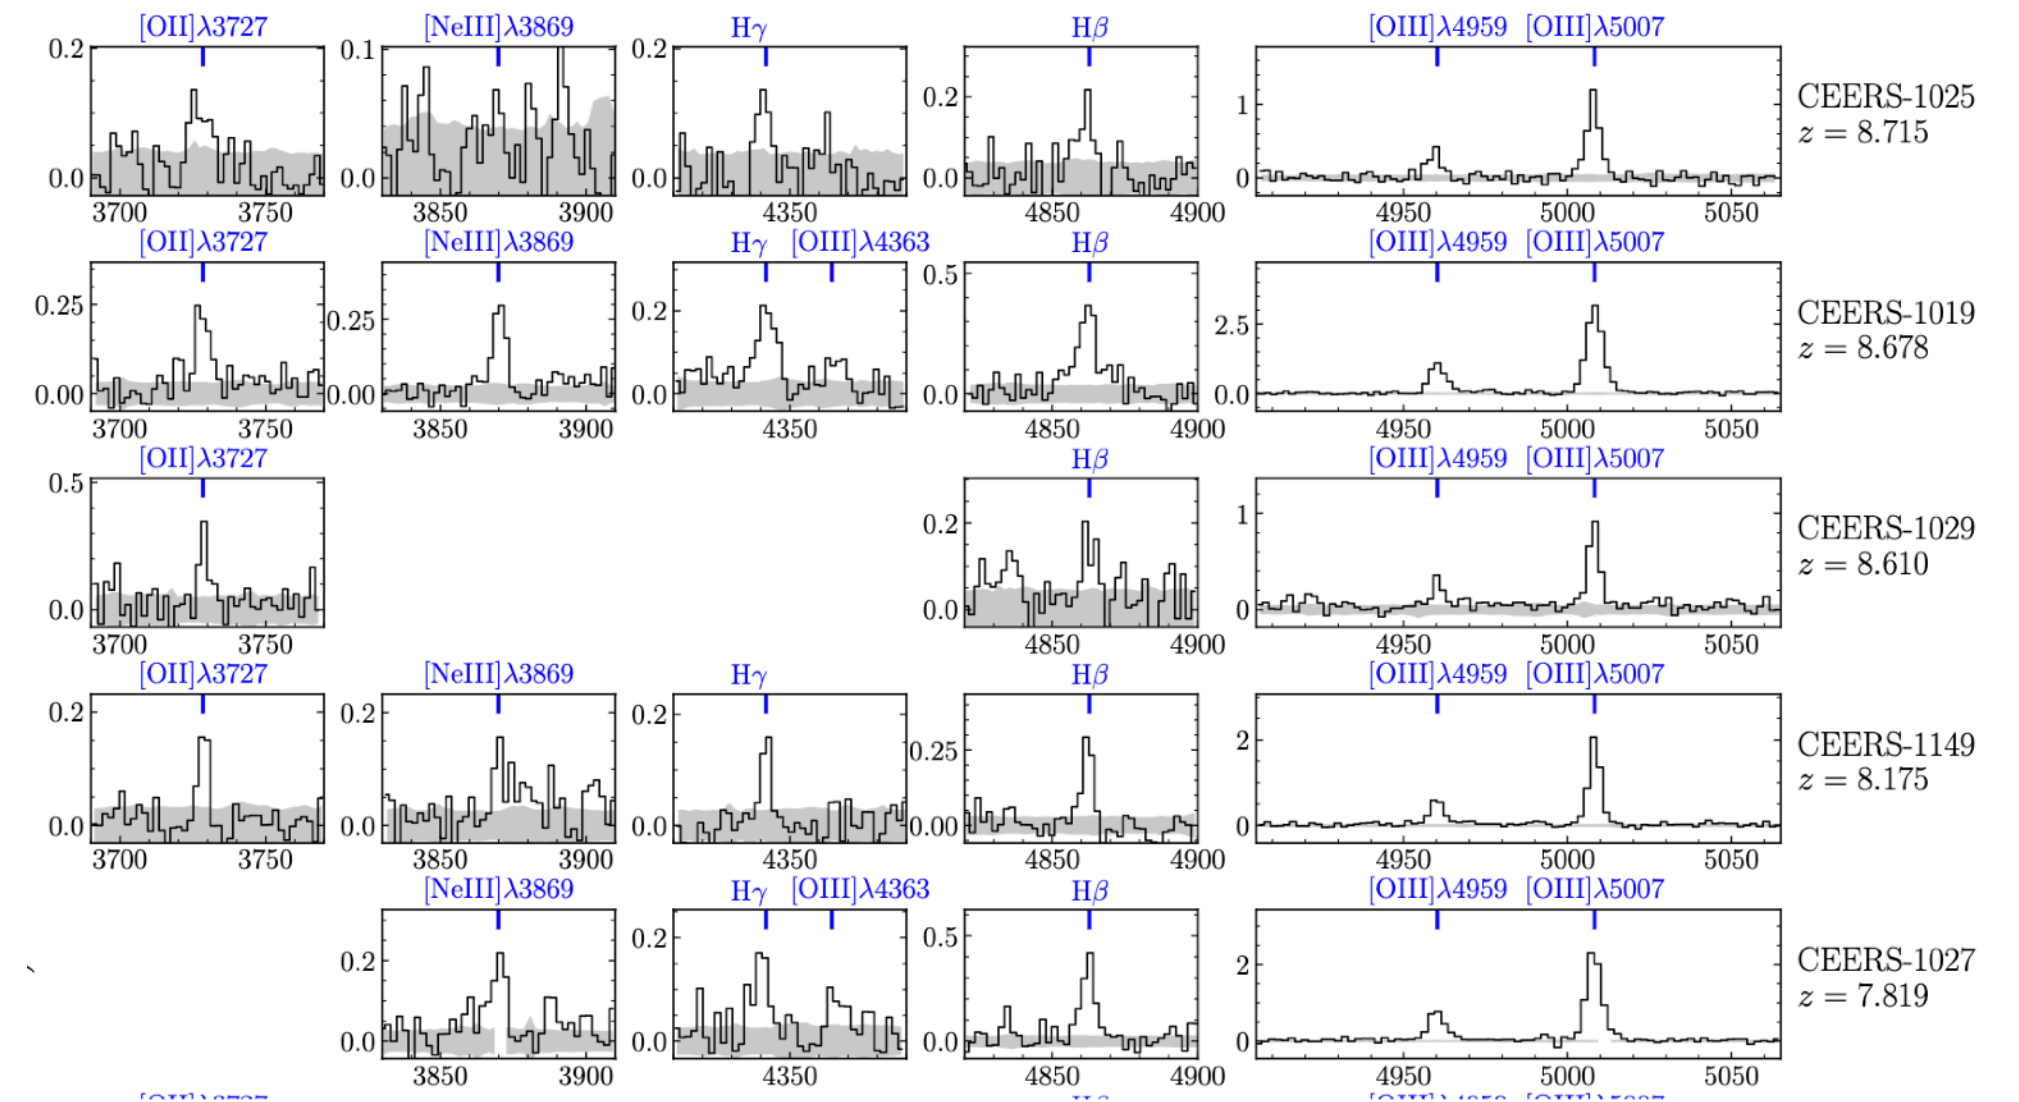 [OII]λ3727 [NeIII]λ3869 Hγ Hβ [OIII]λ4959 [OIII]λ5007
0.2 0.1 0.2
0.2 1 CEERS-1025
z = 8.715
0.0 0.0 0.0 0.0 0
3700 3750 3850 3900 4350 4850 4900 4950 5000 5050
[OII]λ3727 [NeIII]λ3869 Hγ [OIII]λ4363 Hβ [OIII]λ4959 [OIII]λ5007
0.5
0.25 0.25 0.2 2.5 CEERS-1019
z = 8.678
0.00 0.00 0.0 0.0 0.0
3700 3750 3850 3900 4350 4850 4900 4950 5000 5050
[OII]λ3727 Hβ [OIII]λ4959 [OIII]λ5007
0.5
0.2 1 CEERS-1029
z = 8.610
0.0 0.0 0
3700 3750 4850 4900 4950 5000 5050
[OII]λ3727 [NeIII]λ3869 Hγ Hβ [OIII]λ4959 [OIII]λ5007
0.2 0.2 0.2
0.25 2 CEERS-1149
z = 8.175
0.0 0.0 0.0 0.00 0
3700 3750 3850 3900 4350 4850 4900 4950 5000 5050
[NeIII]λ3869 Hγ [OIII]λ4363 Hβ [OIII]λ4959 [OIII]λ5007
0.2 0.5
0.2 2 CEERS-1027
z = 7.819
0.0 0.0 0.0 0
3850 3900 4350 4850 4900 4950 5000 5050